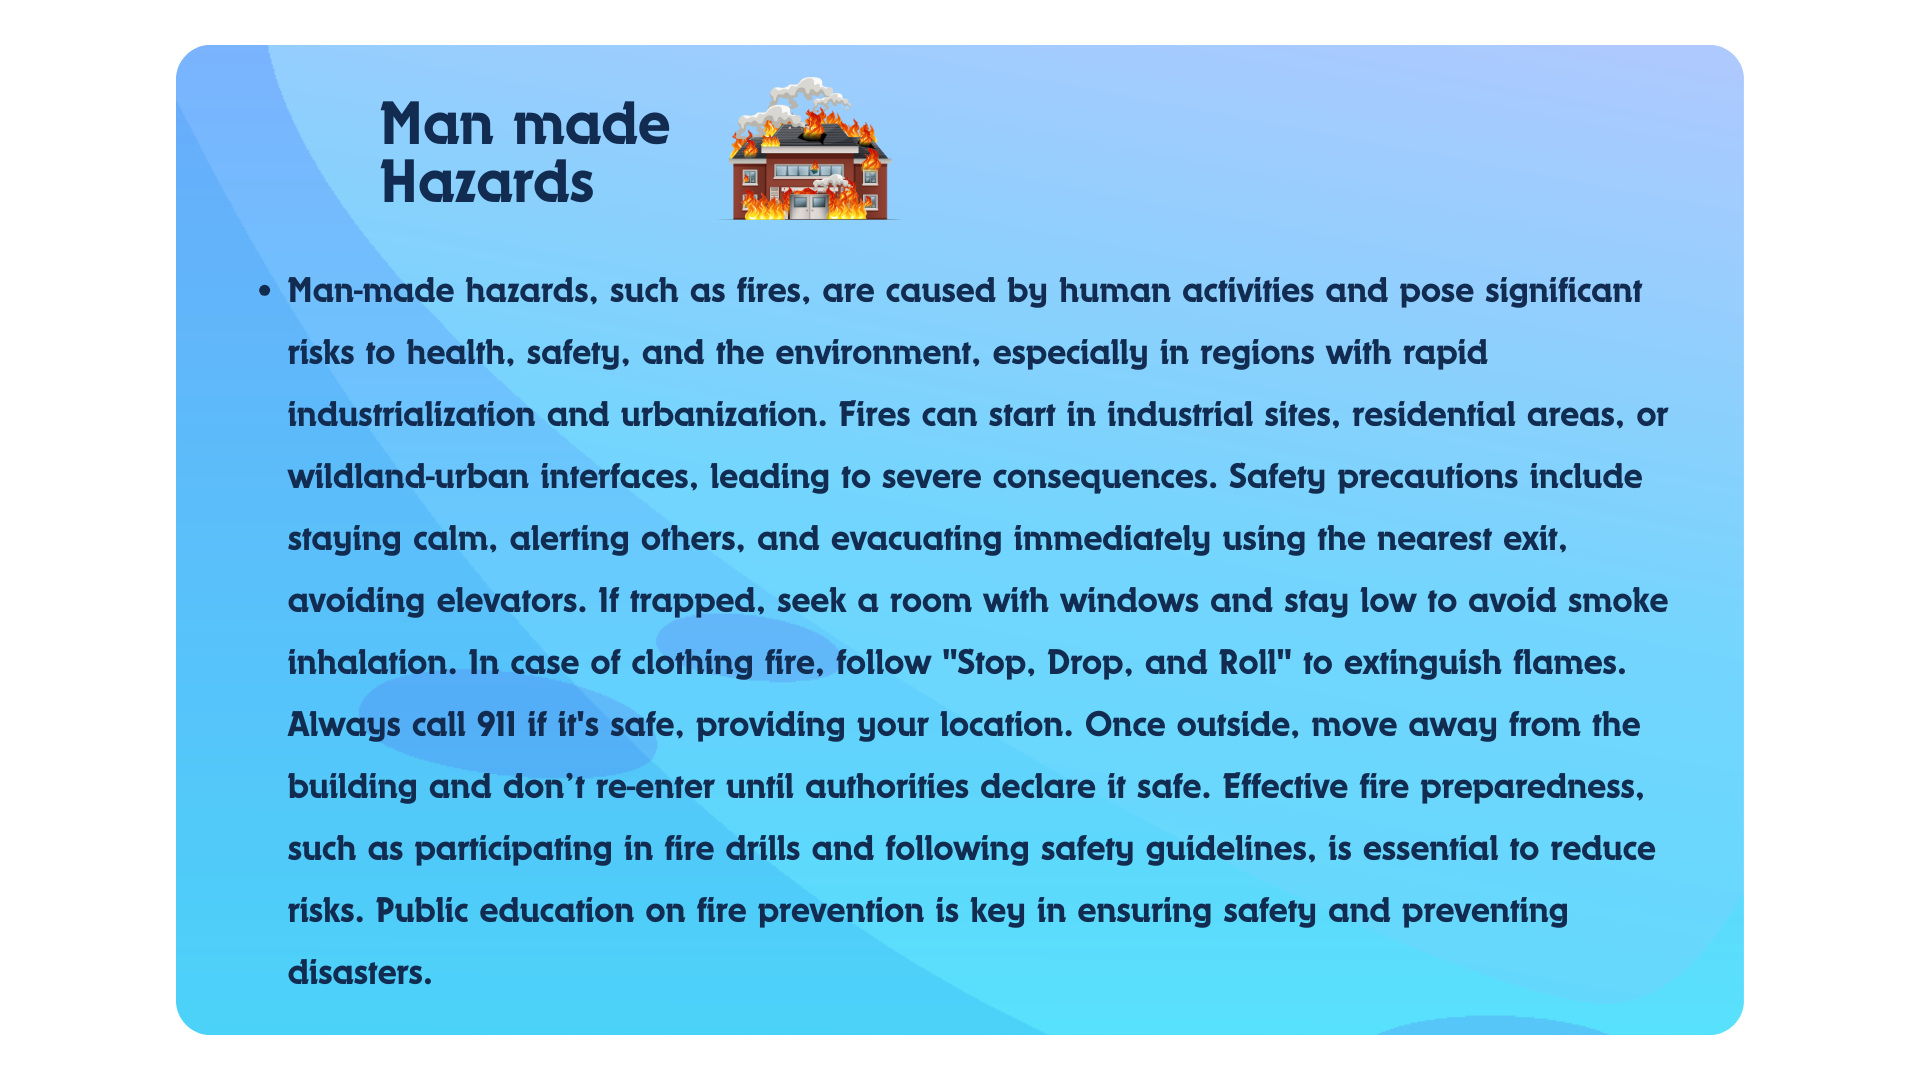 Man made
Hazards
• Man-made hazards, such as fires, are caused by human activities and pose significant
risks to health, safety, and the environment, especially in regions with rapid
industrialization and urbanization. Fires can start in industrial sites, residential areas, or
wildland-urban interfaces, leading to severe consequences. Safety precautions include
staying calm, alerting others, and evacuating immediately using the nearest exit,
avoiding elevators. If trapped, seek a room with windows and stay low to avoid smoke
inhalation. In case of clothing fire, follow "Stop, Drop, and Roll" to extinguish flames.
Always call 911 if it's safe, providing your location. Once outside, move away from the
building and don’t re-enter until authorities declare it safe. Effective fire preparedness,
such as participating in fire drills and following safety guidelines, is essential to reduce
risks. Public education on fire prevention is key in ensuring safety and preventing
disasters.